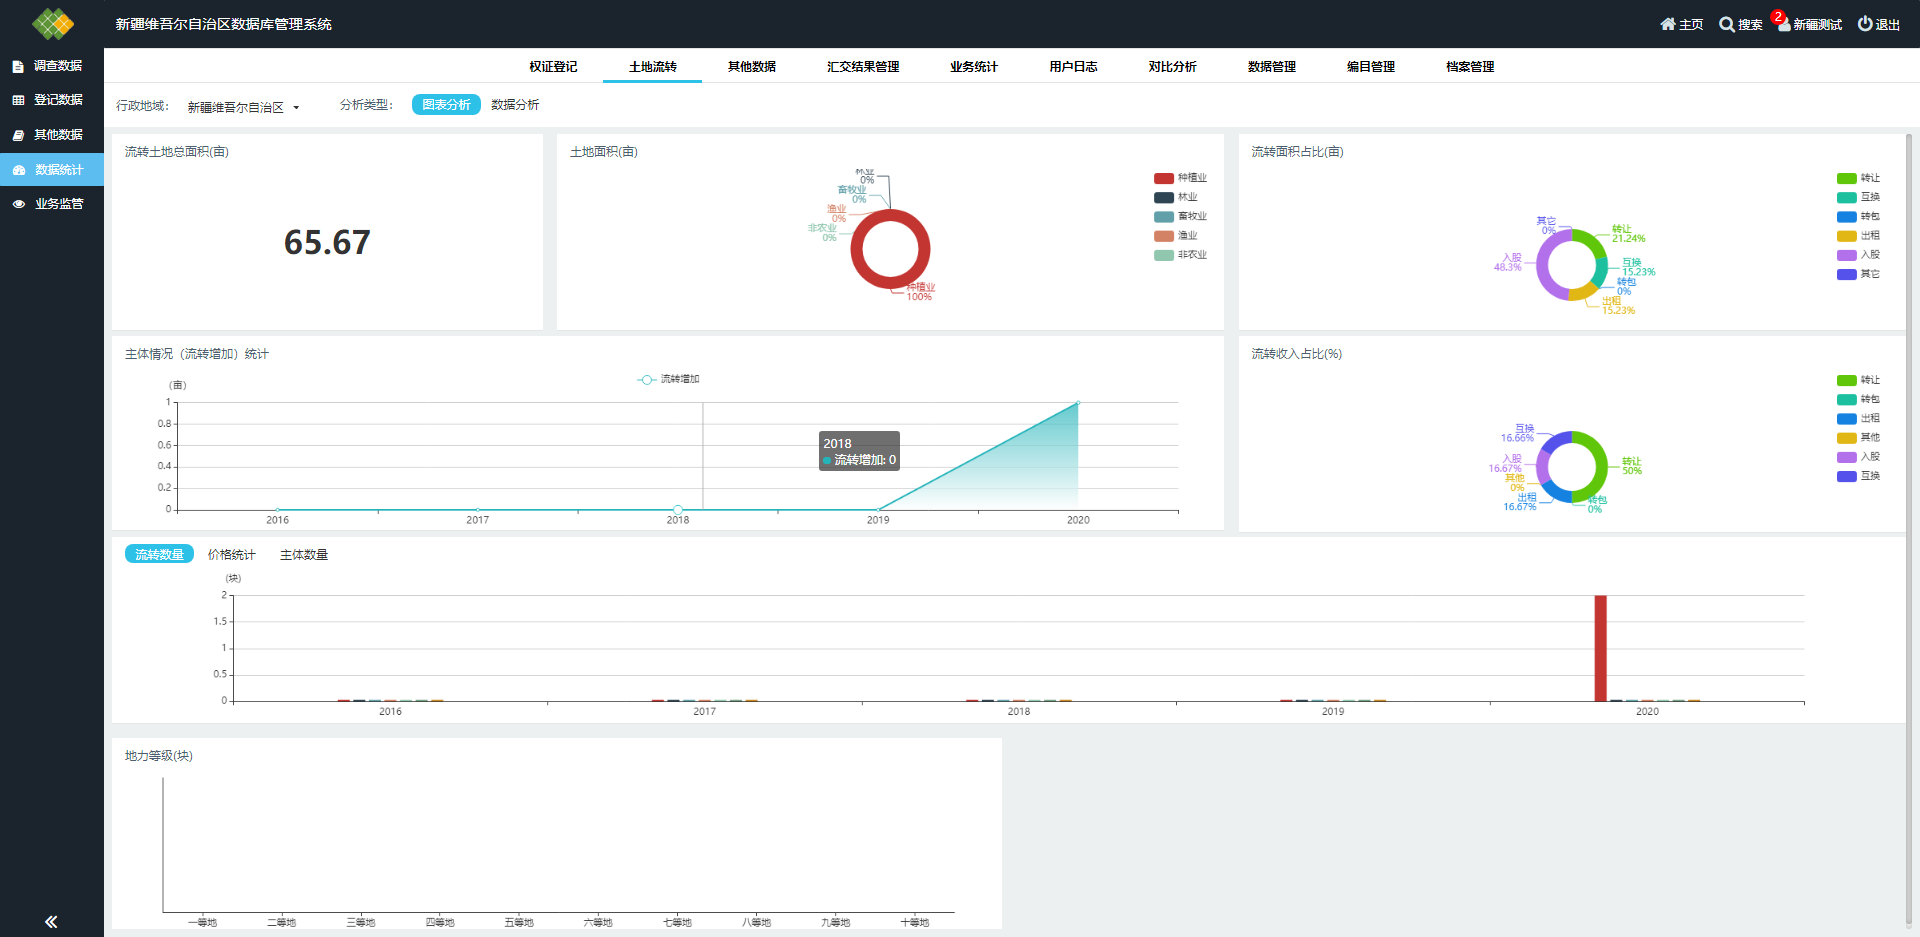 新疆维吾尔自治区数据库管理系统
主页
搜索
2
新疆测试
退出
调查数据
登记数据
其他数据
数据统计
业务监管
权证登记
土地流转
其他数据
汇交结果管理
业务统计
用户日志
对比分析
数据管理
编目管理
档案管理
行政地域:
新疆维吾尔自治区
分析类型:
图表分析
数据分析
流转土地总面积(亩)
65.67
土地面积(亩)
林业
0%
畜牧业
0%
渔业
0%
非农业
0%
种植业
100%
种植业
林业
畜牧业
渔业
非农业
流转面积占比(亩)
其它
0%
转让
21.24%
入股
48.3%
互换
15.23%
转包
0%
出租
15.23%
转让
互换
转包
出租
入股
其它
主体情况（流转增加）统计
(亩)
流转增加
1
0.8
0.6
0.4
0.2
0
2018
流转增加: 0
2016
2017
2018
2019
2020
流转收入占比(%)
互换
16.66%
入股
16.67%
其他
0%
出租
16.67%
转让
50%
转包
0%
转让
转包
出租
其他
入股
互换
流转数量
价格统计
主体数量
(块)
2
1.5
1
0.5
0
2016
2017
2018
2019
2020
地力等级(块)
一等地
二等地
三等地
四等地
五等地
六等地
七等地
八等地
九等地
十等地